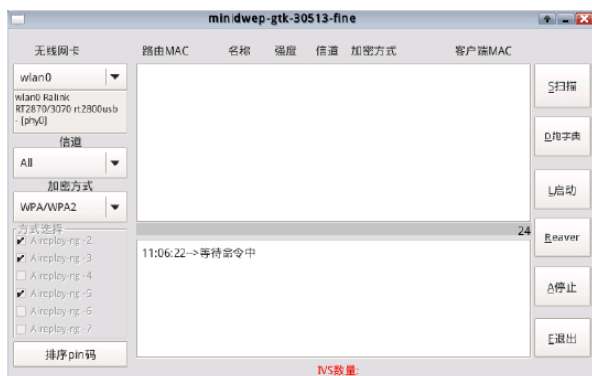 minidwep-gtk-30513-fine
无线网卡
路由MAC 名称 强度 信道 加密方式 客户端MAC
wlan0
wlan0 Ralink
RT2870/3070 rt2800usb
- [phy0]
信道
All
加密方式
WPA/WPA2
方式选择
Aireplay-ng -2
Aireplay-ng -3
Aireplay-ng -4
Aireplay-ng -5
Aireplay-ng -6
Aireplay-ng -7
排序pin码
24
11:06:22-->等待命令中
IVS数量:
S扫描
D跑字典
L启动
Reaver
A停止
E退出